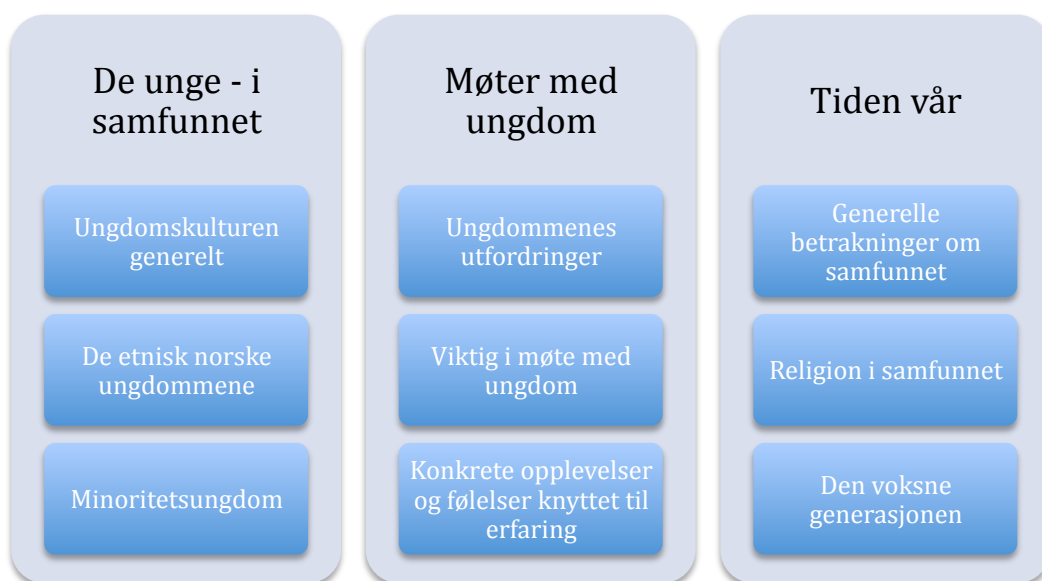 De unge - i
samfunnet
Ungdomskulturen
generelt
De etnisk norske
ungdommene
Minoritetsungdom
Møter med
ungdom
Ungdommenes
utfordringer
Viktig i møte med
ungdom
Konkrete opplevelser
og følelser knyttet til
erfaring
Tiden vår
Generelle
betrakninger om
samfunnet
Religion i samfunnet
Den voksne
generasjonen